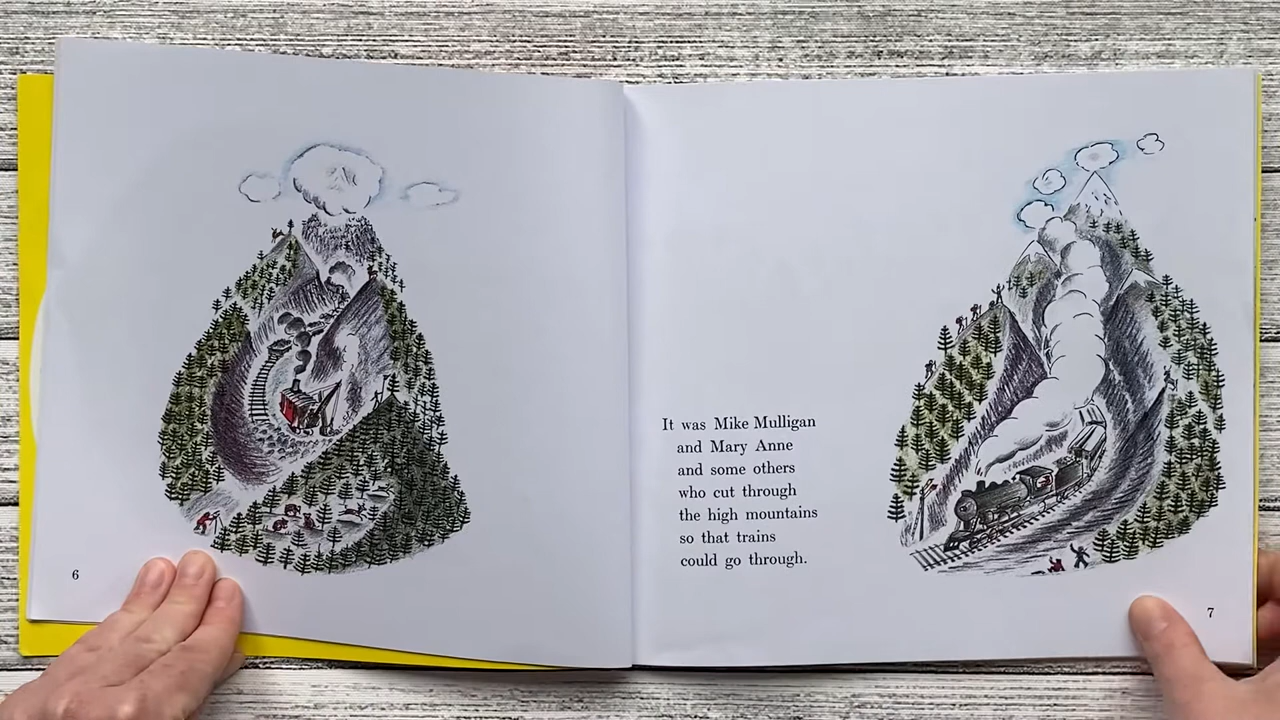 It was Mike Mulligan
and Mary Anne
and some others
who cut through
the high mountains
so that trains
could go through.
6
7